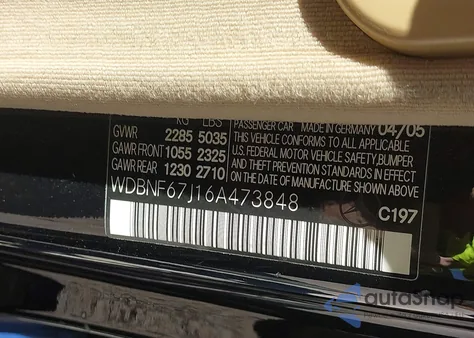 KG LBS
GVWR 2285 5035
GAWR FRONT 1055 2325
GAWR REAR 1230 2710
PASSENGER CAR MADE IN GERMANY 04/05
THIS VEHICLE CONFORMS TO ALL APPLICABLE
U.S. FEDERAL MOTOR VEHICLE SAFETY,BUMPER
AND THEFT PREVENTION STANDARDS IN EFFECT
ON THE DATE OF MANUFACTURE SHOWN ABOVE
WDBNF67J16A473848
C197
autoSnap